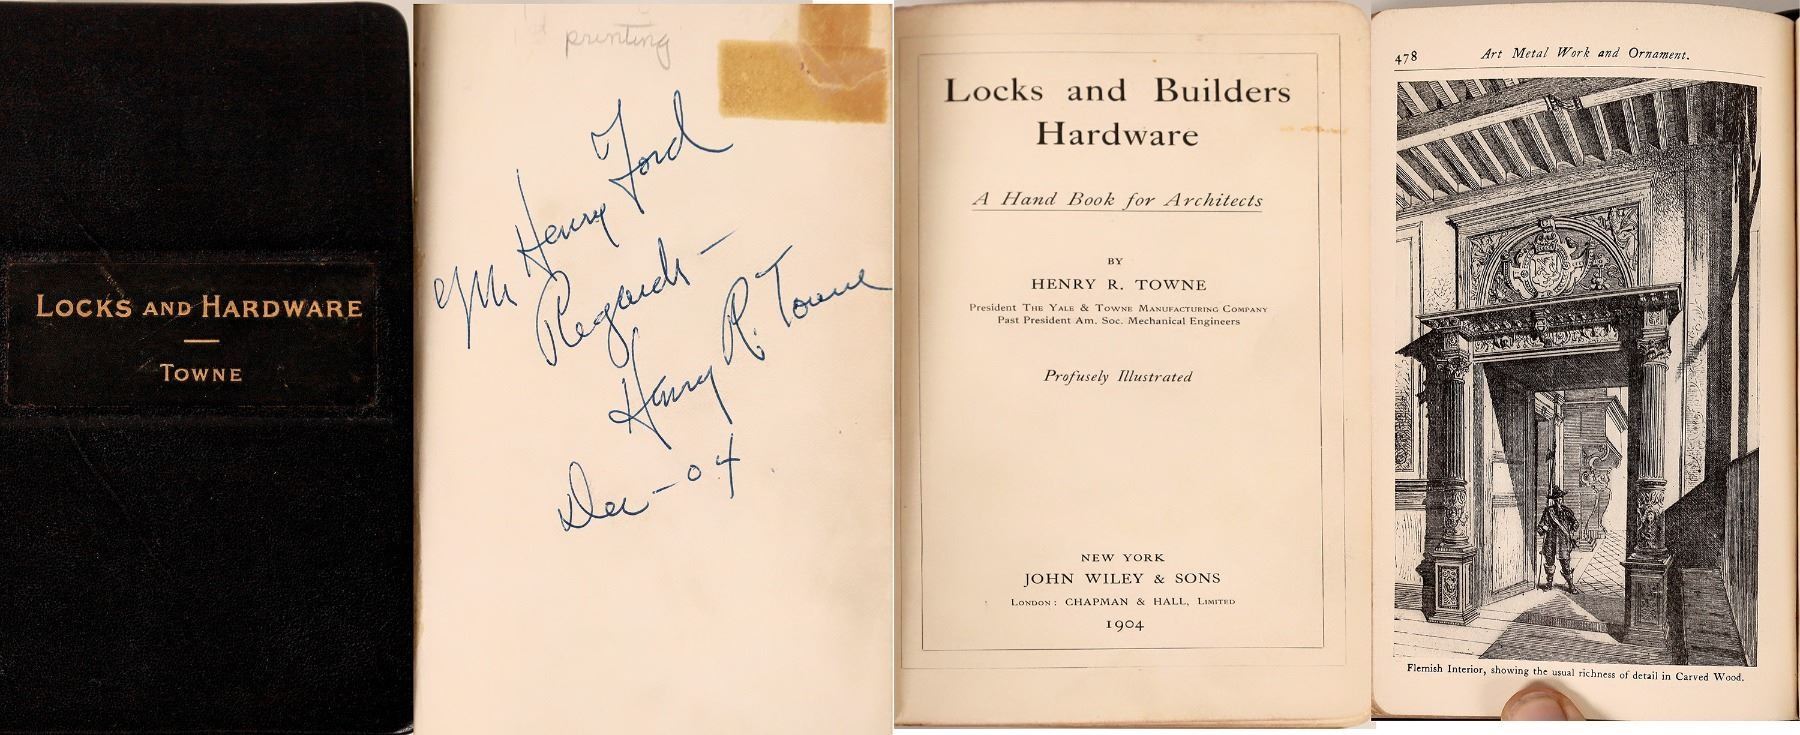 LOCKS AND HARDWARE
TOWNE
printing
Henry Ford
Regards —
Henry R. Towne
Dec — 04
Locks and Builders
Hardware
A Hand Book for Architects
BY
HENRY R. TOWNE
President THE YALE & TOWNE MANUFACTURING COMPANY
Past President Am. Soc. Mechanical Engineers
Profusely Illustrated
NEW YORK
JOHN WILEY & SONS
LONDON: CHAPMAN & HALL, LIMITED
1904
478 Art Metal Work and Ornament.
Flemish Interior, showing the usual richness of detail in Carved Wood.